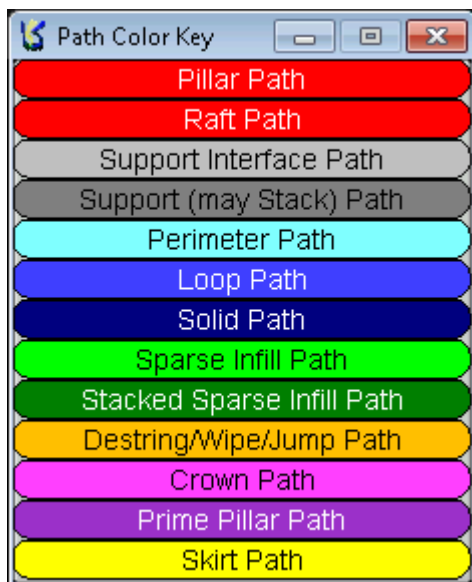 Path Color Key
Pillar Path
Raft Path
Support Interface Path
Support (may Stack) Path
Perimeter Path
Loop Path
Solid Path
Sparse Infill Path
Stacked Sparse Infill Path
Destring/Wipe/Jump Path
Crown Path
Prime Pillar Path
Skirt Path